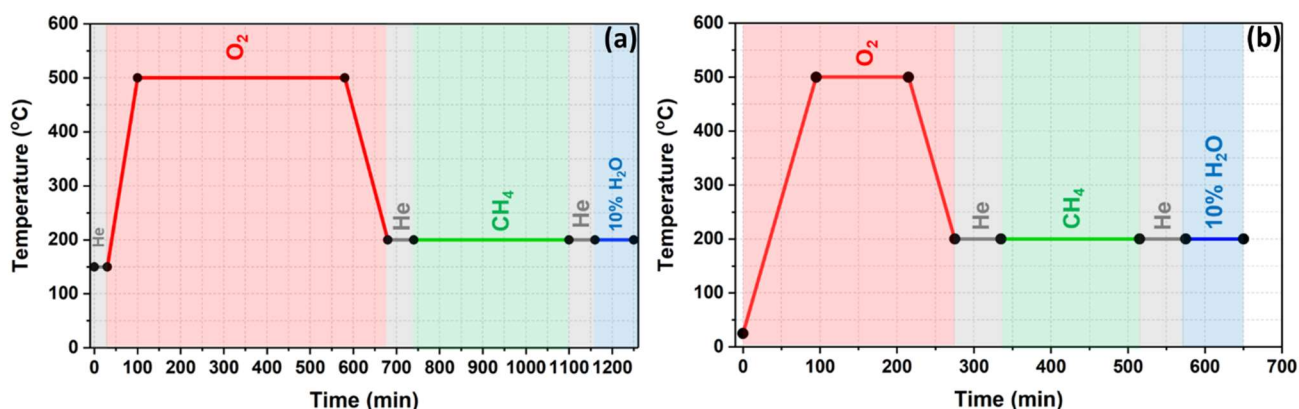 (a)
Temperature (°C)
600
500
400
300
200
100
0
He
O₂
He
CH₄
He
10% H₂O
0 100 200 300 400 500 600 700 800 900 1000 1100 1200
Time (min)
(b)
Temperature (°C)
600
500
400
300
200
100
0
O₂
He
CH₄
He
10% H₂O
0 100 200 300 400 500 600 700
Time (min)